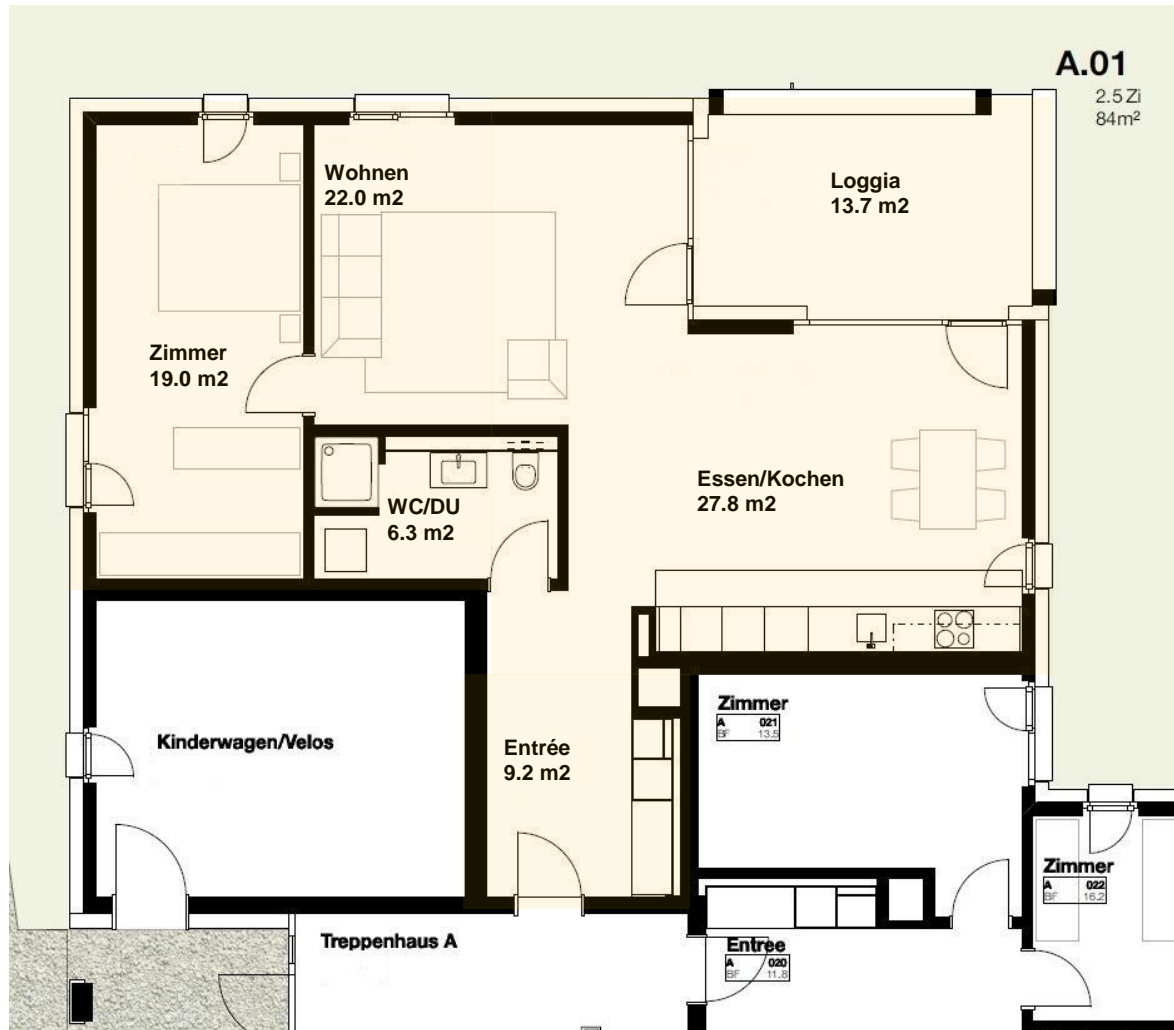 A.01
2.5 Zi
84m²
Wohnen
22.0 m2
Loggia
13.7 m2
Zimmer
19.0 m2
Essen/Kochen
27.8 m2
WC/DU
6.3 m2
Zimmer
A 021
BF 13.5
Kinderwagen/Velos
Entrée
9.2 m2
Zimmer
A 022
BF 16.2
Treppenhaus A
Entree
A 020
BF 11.8